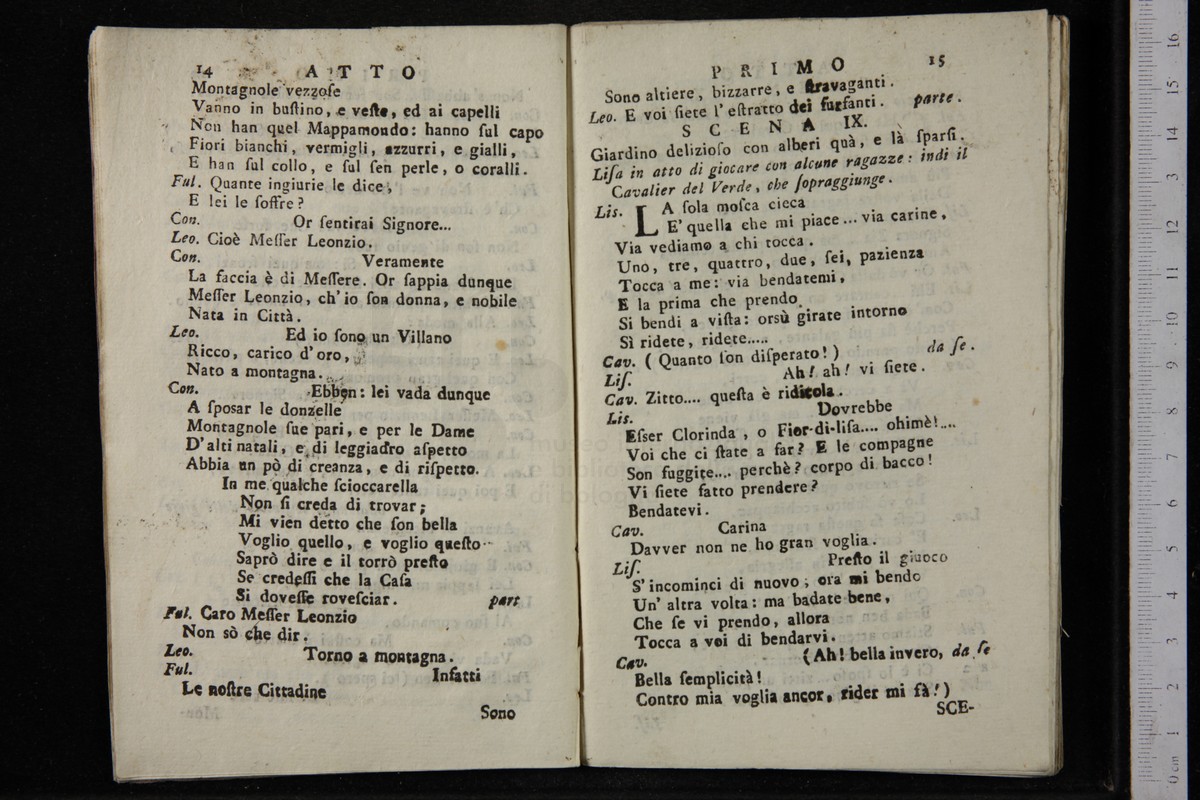 14 ATTO
Montagnole vezzoſe
Vanno in buſtino, e veſte, ed ai capelli
Non han quel Mappamondo: hanno ſul capo
Fiori bianchi, vermigli, azzurri, e gialli,
E han ſul collo, e ſul ſen perle, o coralli.
Ful. Quante ingiurie le dice,
E lei le ſoffre?
Con. Or ſentirai Signore...
Leo. Cioè Meſſer Leonzio.
Con. Veramente
La faccia è di Meſſere. Or ſappia dunque
Meſſer Leonzio, ch'io ſon donna, e nobile
Nata in Città.
Leo. Ed io ſono un Villano
Ricco, carico d'oro,
Nato a montagna.
Con. Ebben: lei vada dunque
A ſposar le donzelle
Montagnole ſue pari, e per le Dame
D'alti natali, e di leggiadro aſpetto
Abbia un pò di creanza, e di riſpetto.
In me qualche ſcioccarella
Non ſi creda di trovar;
Mi vien detto che ſon bella
Voglio quello, e voglio queſto
Saprò dire e il torrò preſto
Se credeſſi che la Caſa
Si doveſſe roveſciar. part
Ful. Caro Meſſer Leonzio
Non sò che dir.
Leo. Torno a montagna.
Ful. Infatti
Le noſtre Cittadine
Sono
PRIMO 15
Sono altiere, bizzarre, e ſtravaganti.
Leo. E voi ſiete l'eſtratto dei furfanti. parte.
SCENA IX.
Giardino delizioſo con alberi quà, e là ſparſi.
Liſa in atto di giocare con alcune ragazze: indi il
Cavalier del Verde, che ſopraggiunge.
Lis. LA ſola moſca cieca
E' quella che mi piace... via carine,
Via vediamo a chi tocca.
Uno, tre, quattro, due, ſei, pazienza
Tocca a me: via bendatemi,
E la prima che prendo
Si bendi a viſta: orsù girate intorno
Sì ridete, ridete.....
Cav. (Quanto ſon diſperato!) da ſe.
Liſ. Ah! ah! vi ſiete.
Cav. Zitto.... queſta è ridicola.
Lis. Dovrebbe
Eſser Clorinda, o Fior-di-liſa.... ohimè!....
Voi che ci ſtate a far? E le compagne
Son fuggite.... perchè? corpo di bacco!
Vi ſiete fatto prendere?
Bendatevi.
Cav. Carina
Davver non ne ho gran voglia.
Liſ. Preſto il giuoco
S'incominci di nuovo; ora mi bendo
Un' altra volta: ma badate bene,
Che ſe vi prendo, allora
Tocca a voi di bendarvi.
Cav. (Ah! bella invero, da ſe
Bella ſemplicità!
Contro mia voglia ancor, rider mi fà!)
SCE-